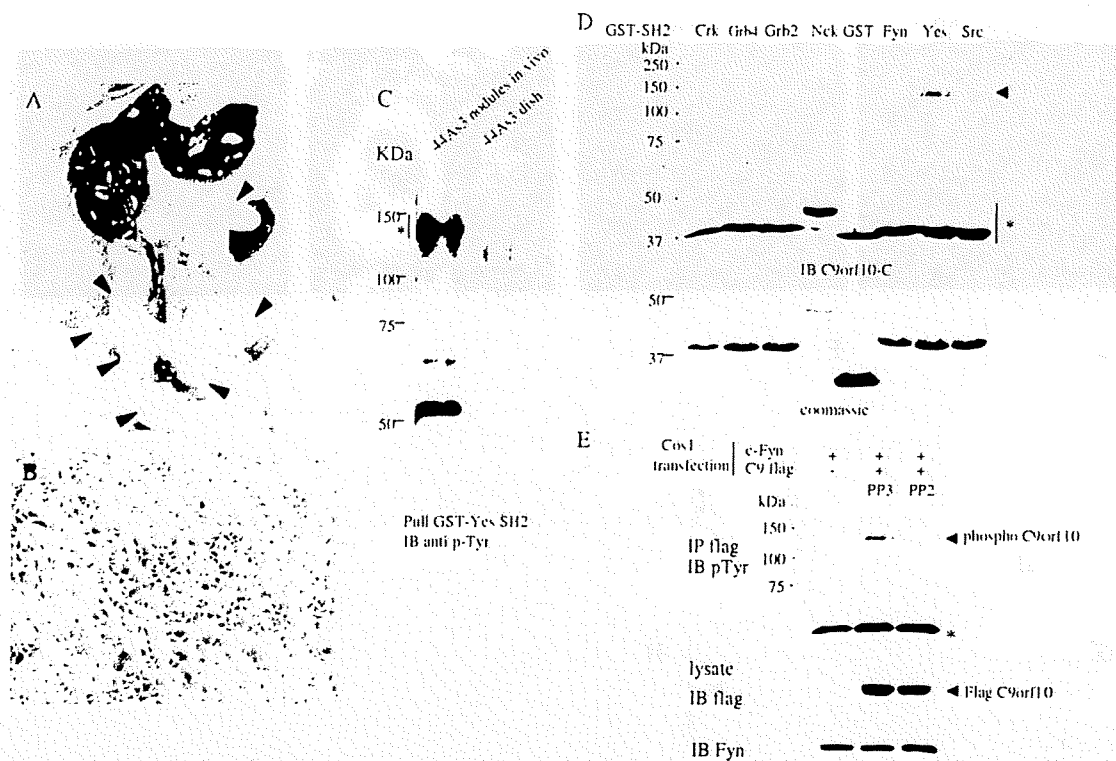 A
B
C
44As3 nodules in vivo
44As3 dish
KDa
150
*
100
75
50
Pull GST-Yes SH2
IB anti p-Tyr
D
GST-SH2 Crk Grb4 Grb2 Nck GST Fyn Yes Src
kDa
250
150
100
75
50
37
*
IB C9orf10-C
50
37
coomassie
E
Cos1
transfection
c-Fyn + + +
C9 flag - + +
PP3 PP2
kDa
150
100
75
IP flag
IB pTyr
phospho C9orf10
*
lysate
IB flag
Flag C9orf10
IB Fyn